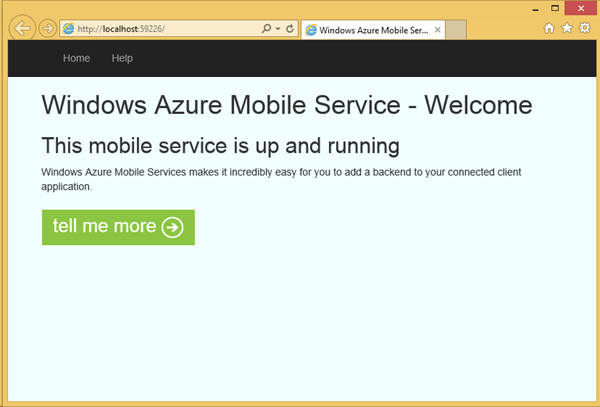 http://localhost:59226/
Windows Azure Mobile Ser...
Home Help
Windows Azure Mobile Service - Welcome
This mobile service is up and running
Windows Azure Mobile Services makes it incredibly easy for you to add a backend to your connected client
application.
tell me more